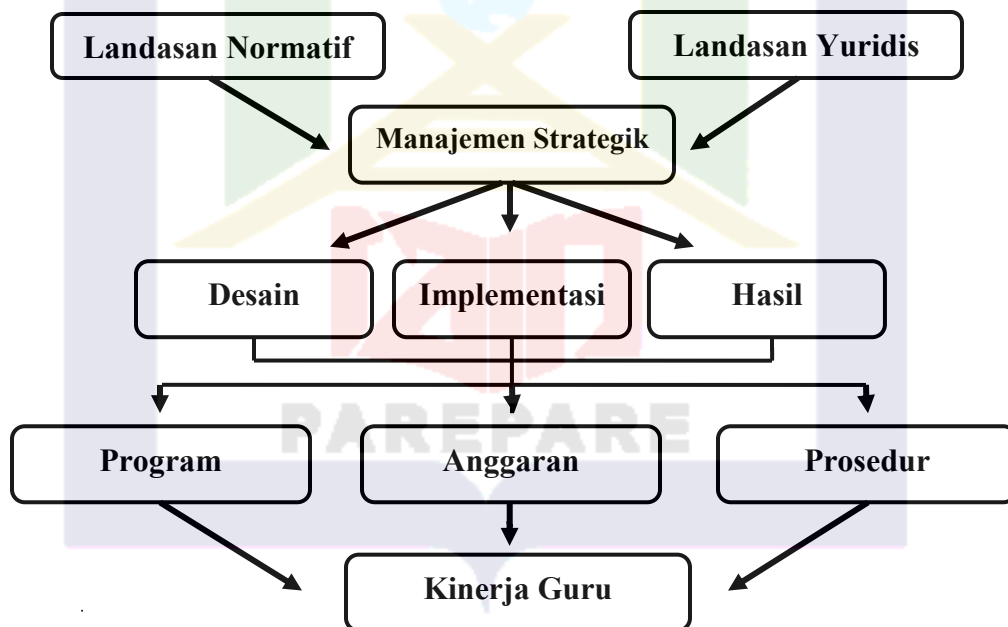 Landasan Normatif
Landasan Yuridis
Manajemen Strategik
Desain
Implementasi
Hasil
PAREPARE
Program
Anggaran
Prosedur
Kinerja Guru